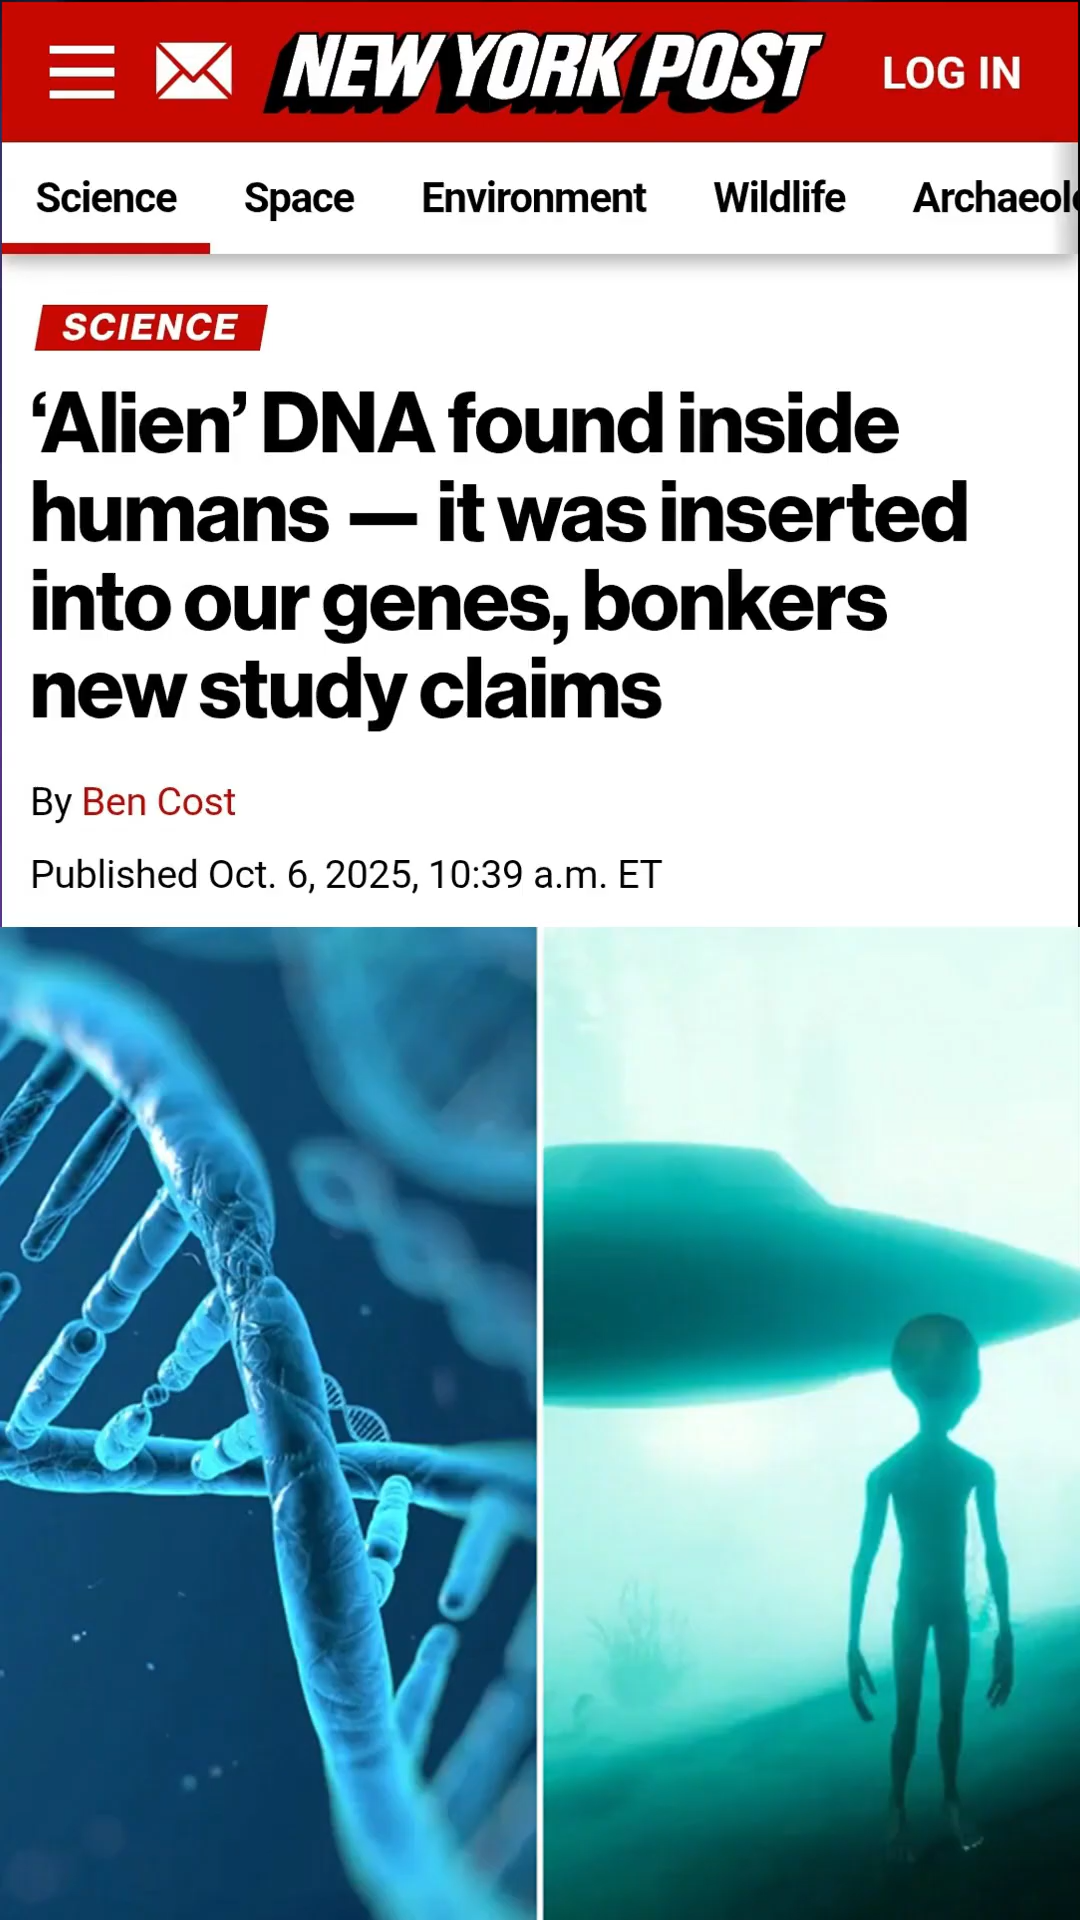 NEW YORK POST
LOG IN
Science Space Environment Wildlife
SCIENCE
‘Alien’ DNA found inside
humans — it was inserted
into our genes, bonkers
new study claims
By Ben Cost
Published Oct. 6, 2025, 10:39 a.m. ET